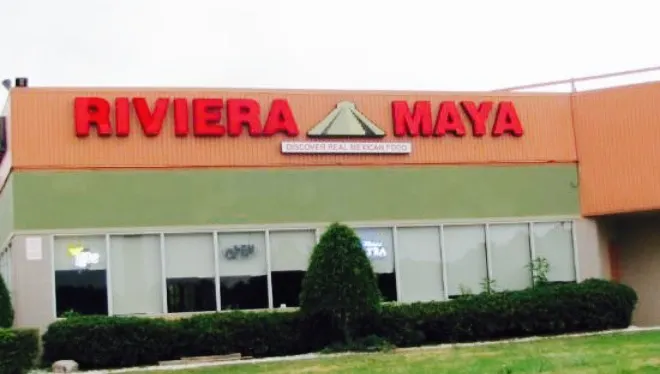 RIVIERA MAYA
DISCOVER REAL MEXICAN FOOD
OPEN